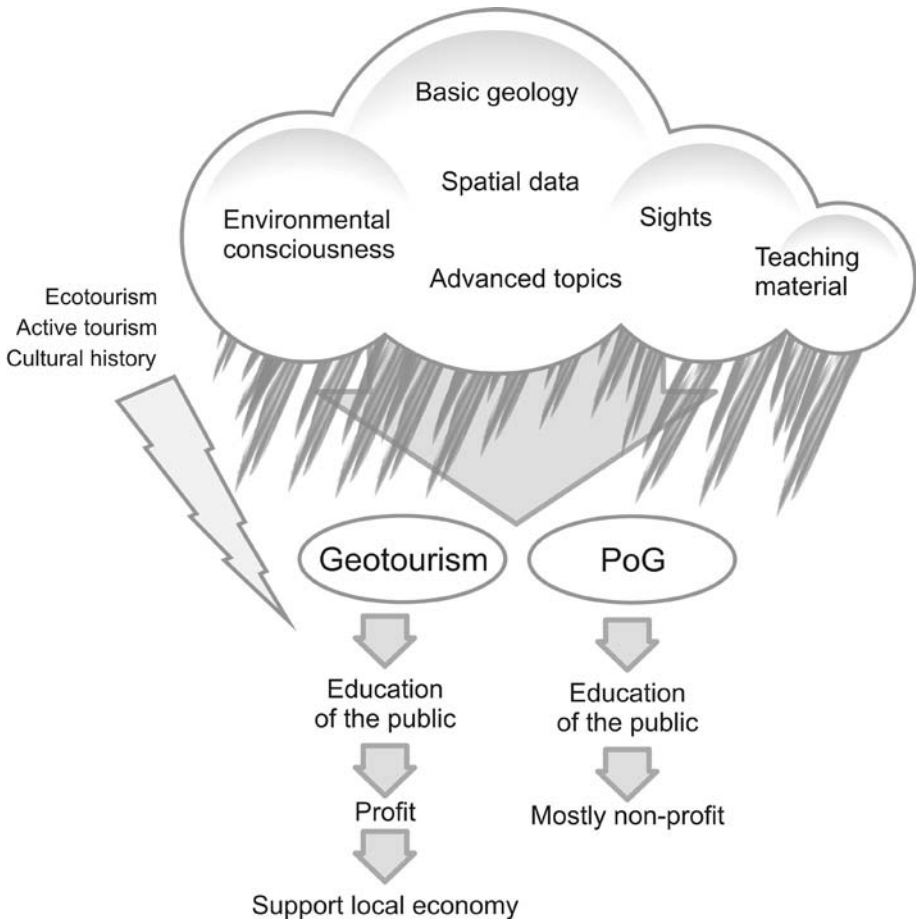 Basic geology
Spatial data
Environmental
consciousness
Sights
Advanced topics
Teaching
material
Ecotourism
Active tourism
Cultural history
Geotourism
PoG
Education
of the public
Education
of the public
Profit
Mostly non-profit
Support local economy